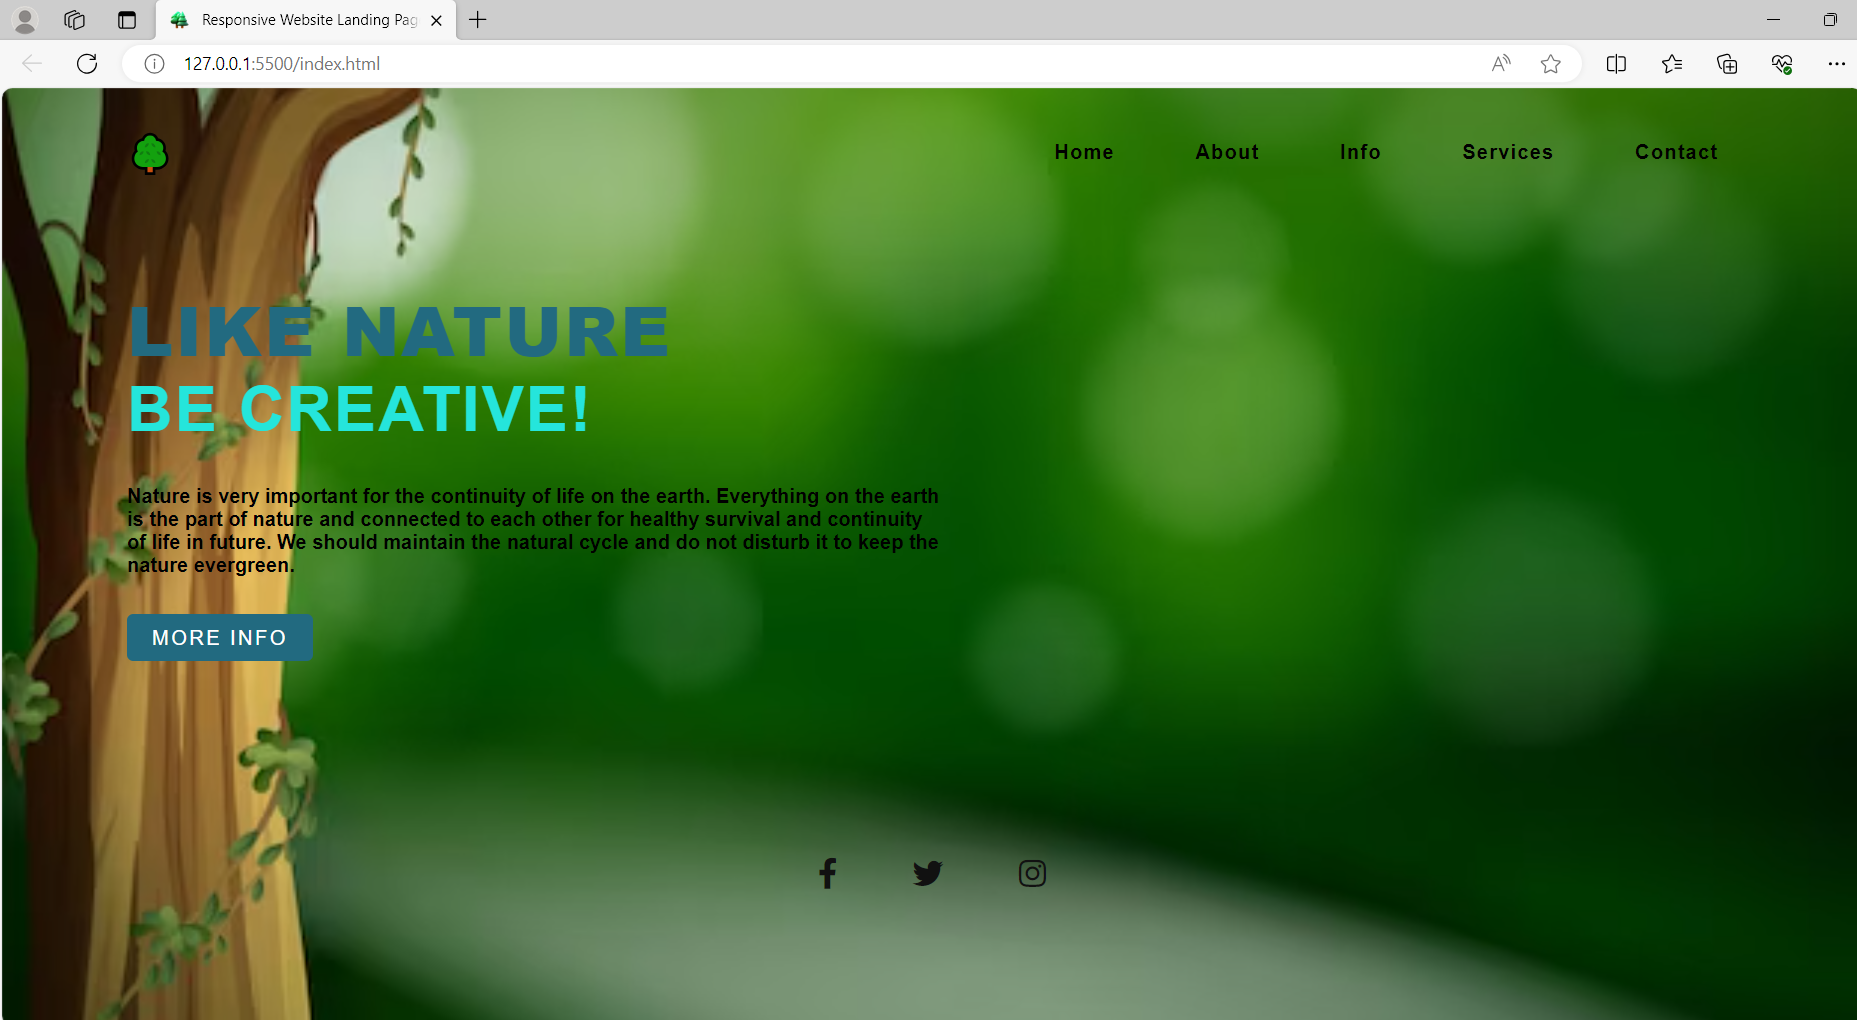 Responsive Website Landing Pag
127.0.0.1:5500/index.html
Home About Info Services Contact
LIKE NATURE
BE CREATIVE!
Nature is very important for the continuity of life on the earth. Everything on the earth
is the part of nature and connected to each other for healthy survival and continuity
of life in future. We should maintain the natural cycle and do not disturb it to keep the
nature evergreen.
MORE INFO